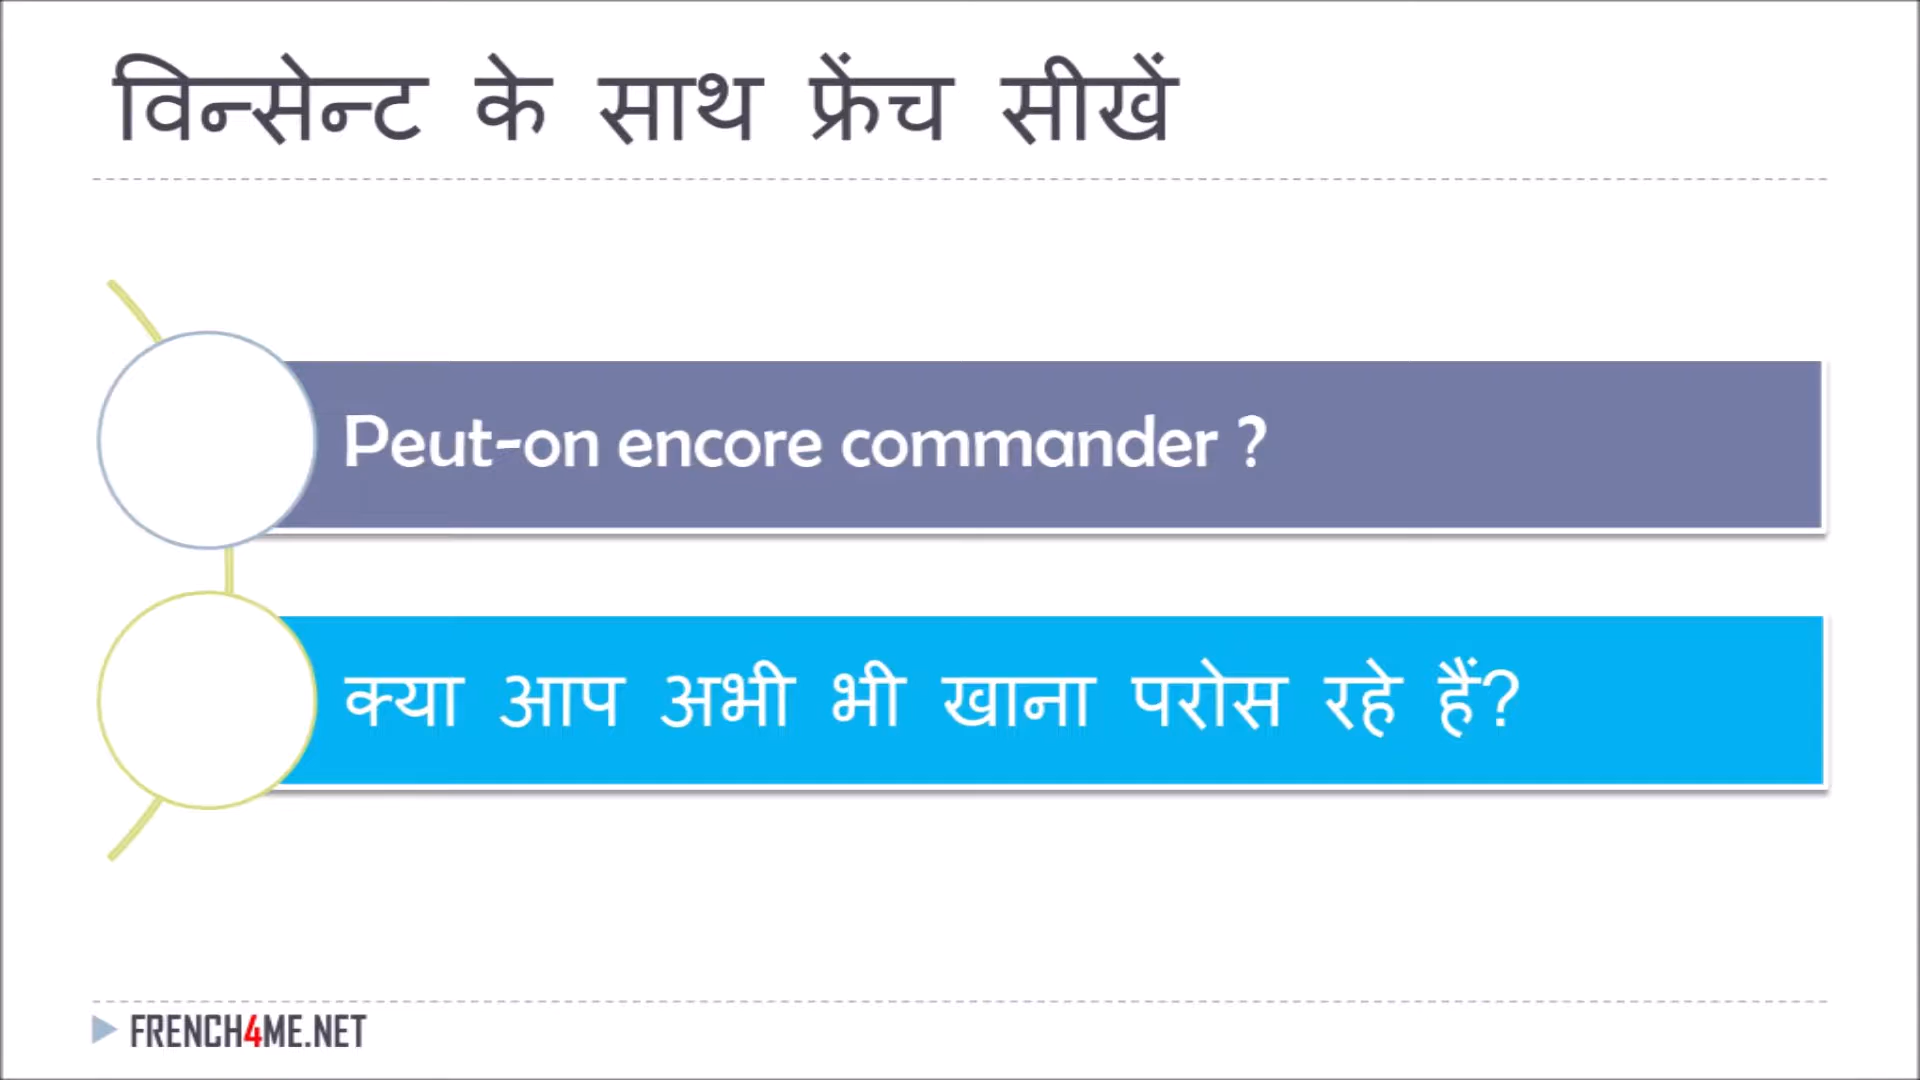 विन्सेन्ट के साथ फ्रेंच सीखें
Peut-on encore commander ?
क्या आप अभी भी खाना परोस रहे हैं?
FRENCH4ME.NET